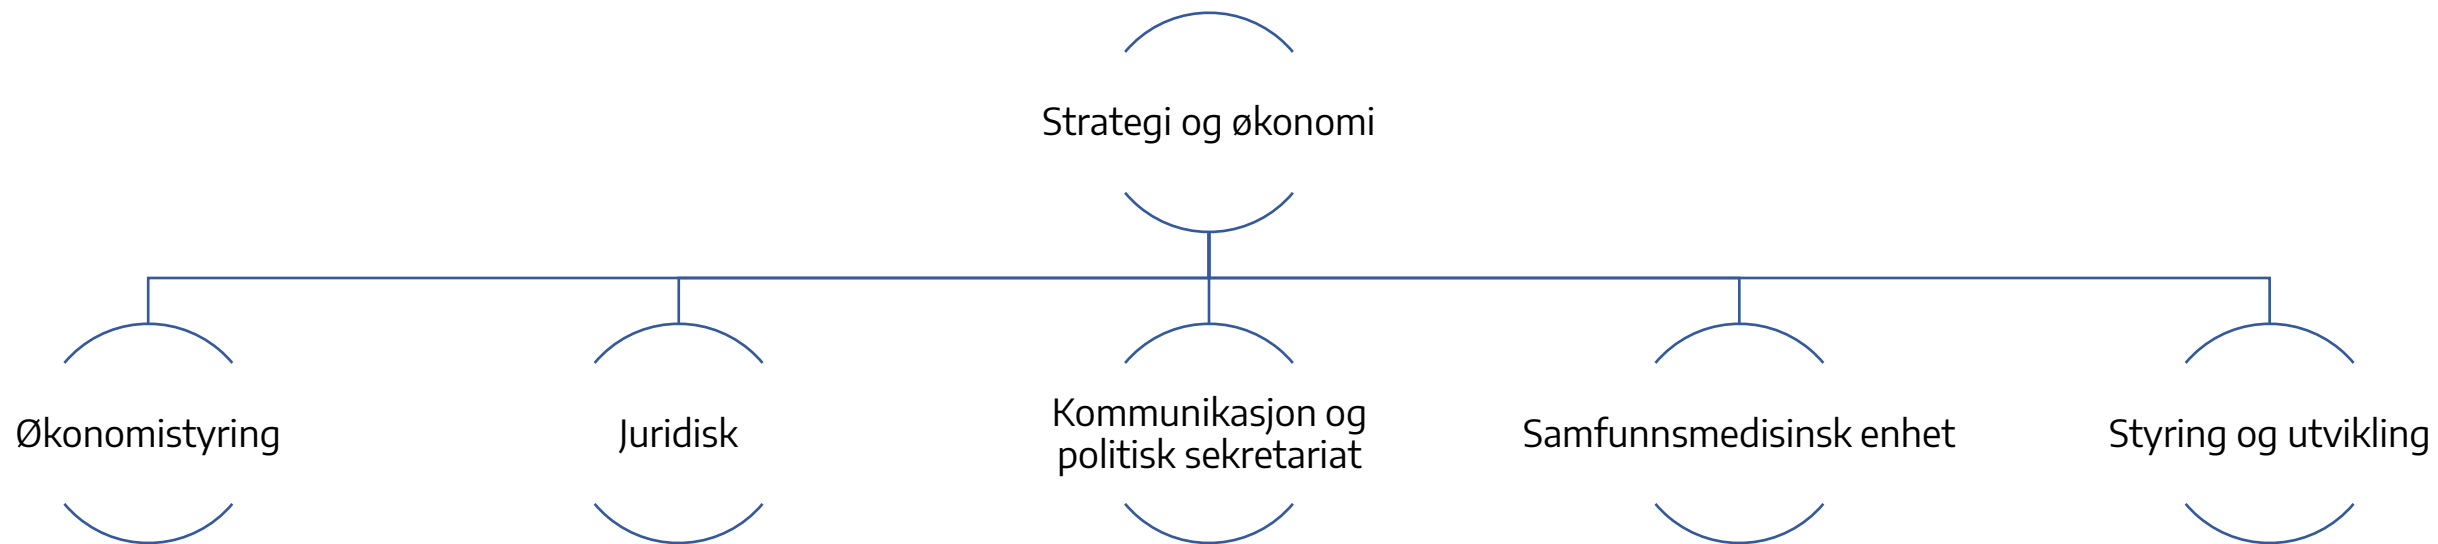 Strategi og økonomi
Økonomistyring
Juridisk
Kommunikasjon og
politisk sekretariat
Samfunnsmedisinsk enhet
Styring og utvikling